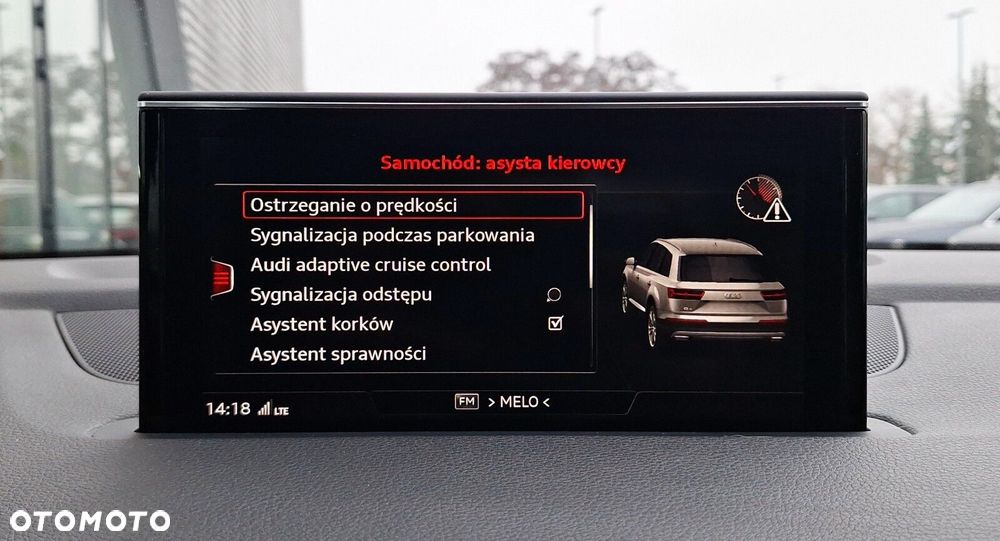 Samochód: asysta kierowcy
Ostrzeganie o prędkości
Sygnalizacja podczas parkowania
Audi adaptive cruise control
Sygnalizacja odstępu
Asystent korków
Asystent sprawności
14:18 LTE
FM > MELO <
OTOMOTO